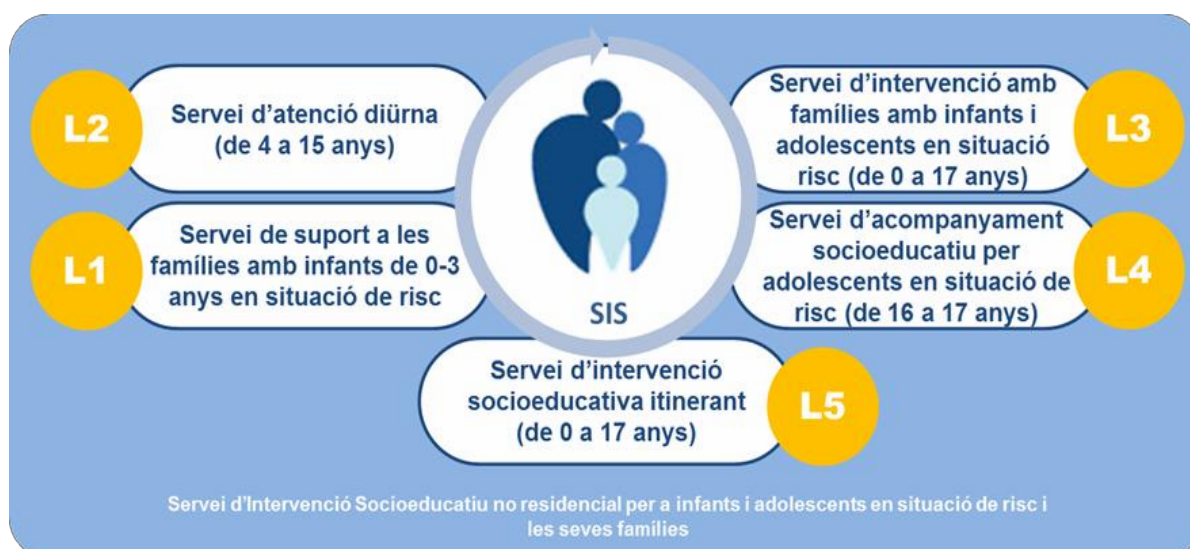 L2
Servei d'atenció diürna
(de 4 a 15 anys)
L1
Servei de suport a les
famílies amb infants de 0-3
anys en situació de risc
SIS
Servei d'intervenció amb
famílies amb infants i
adolescents en situació
risc (de 0 a 17 anys)
L3
Servei d'acompanyament
socioeducatiu per
adolescents en situació de
risc (de 16 a 17 anys)
L4
Servei d'intervenció
socioeducativa itinerant
(de 0 a 17 anys)
L5
Servei d'Intervenció Socioeducatiu no residencial per a infants i adolescents en situació de risc i
les seves famílies